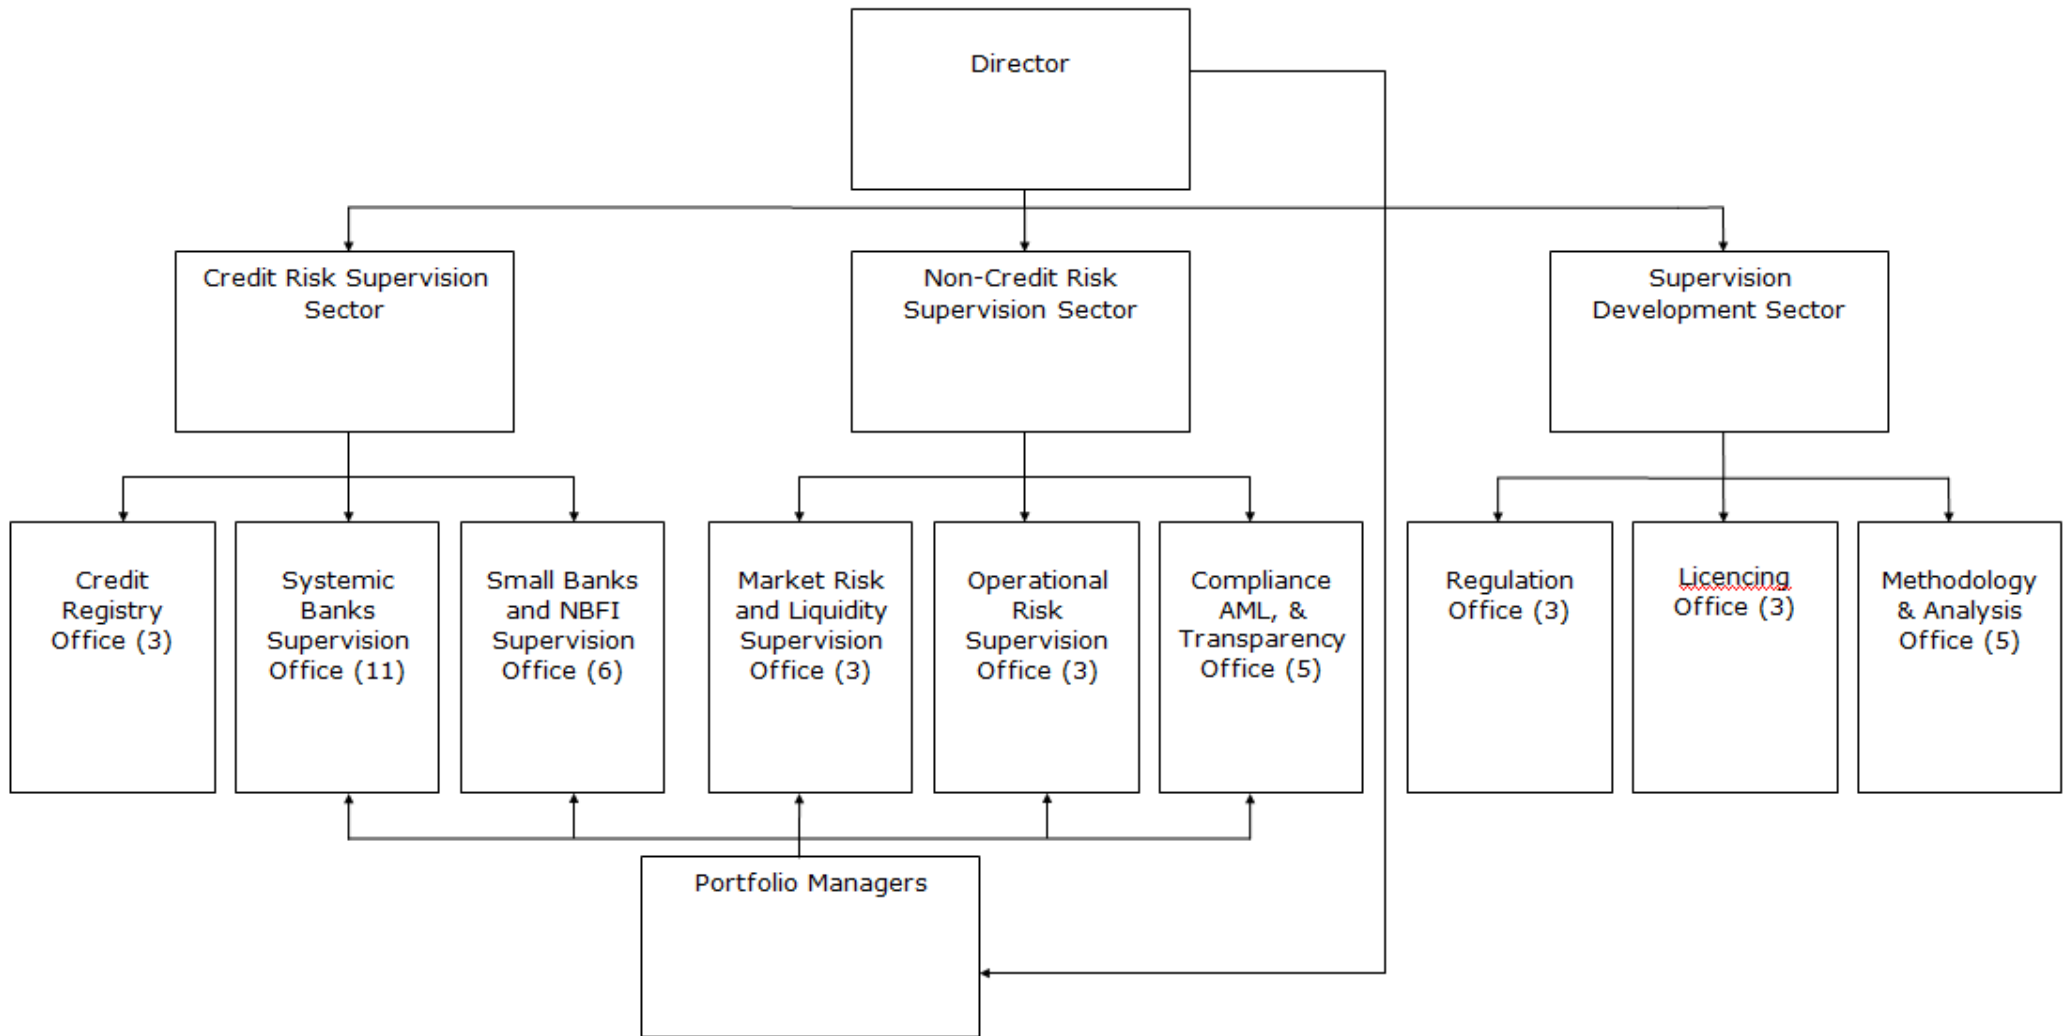 Director
Credit Risk Supervision
Sector
Non-Credit Risk
Supervision Sector
Supervision
Development Sector
Credit
Registry
Office (3)
Systemic
Banks
Supervision
Office (11)
Small Banks
and NBFI
Supervision
Office (6)
Market Risk
and Liquidity
Supervision
Office (3)
Operational
Risk
Supervision
Office (3)
Compliance
AML, &
Transparency
Office (5)
Regulation
Office (3)
Licencing
Office (3)
Methodology
& Analysis
Office (5)
Portfolio Managers